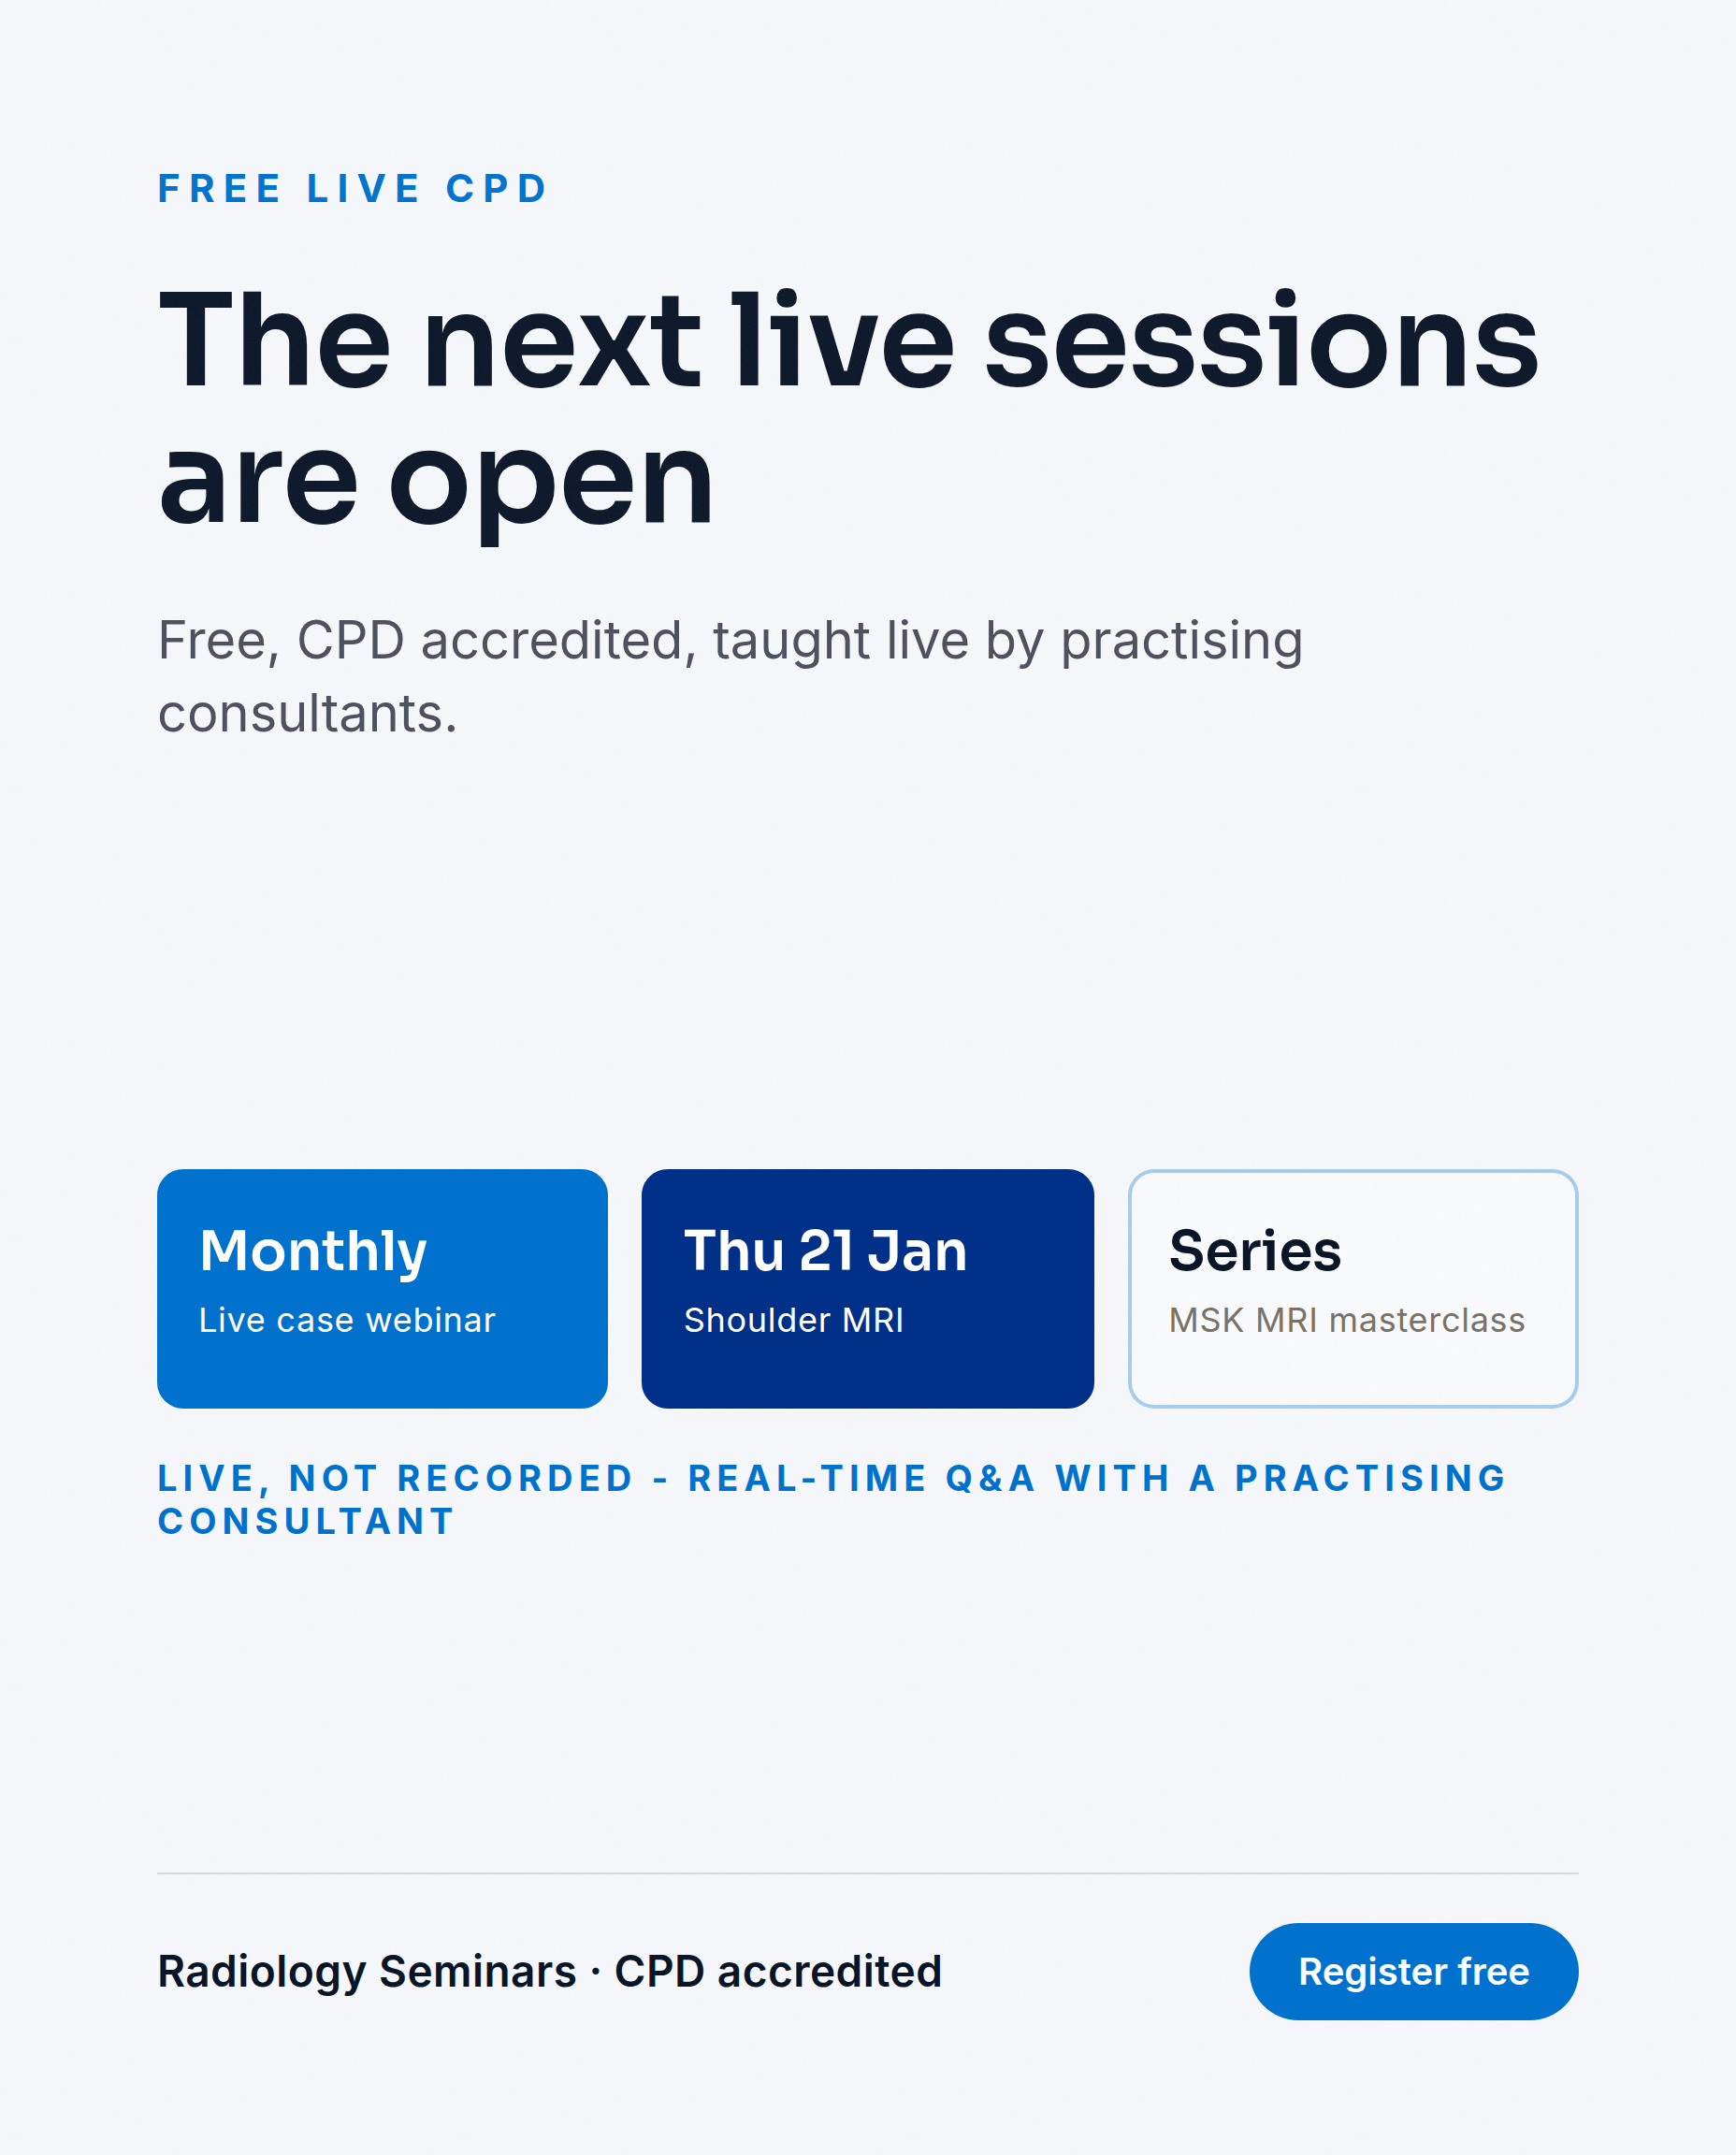 FREE LIVE CPD
The next live sessions
are open
Free, CPD accredited, taught live by practising
consultants.
Monthly
Live case webinar
Thu 21 Jan
Shoulder MRI
Series
MSK MRI masterclass
LIVE, NOT RECORDED - REAL-TIME Q&A WITH A PRACTISING
CONSULTANT
Radiology Seminars · CPD accredited
Register free